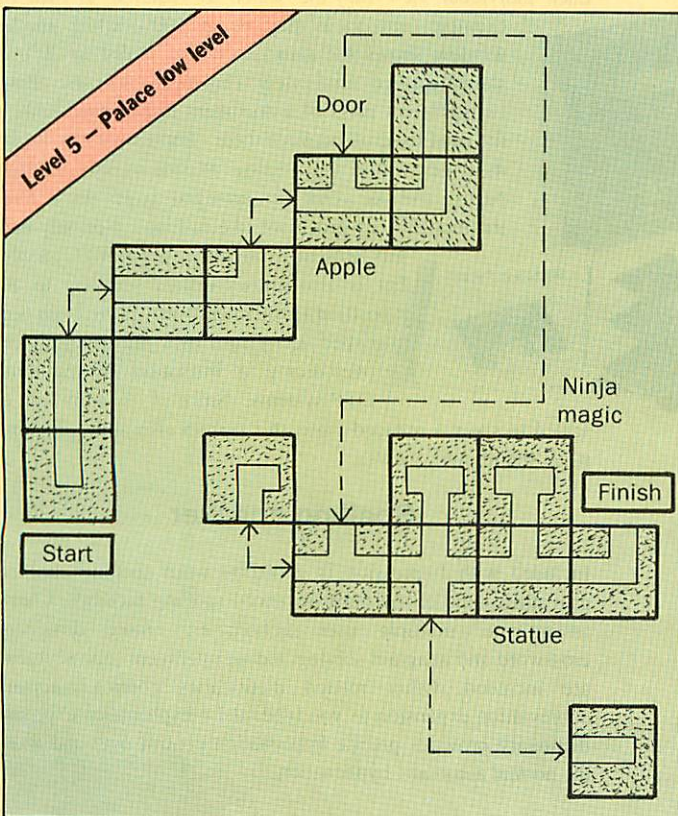 Level 5 – Palace low level
Door
Apple
Ninja
magic
Finish
Start
Statue